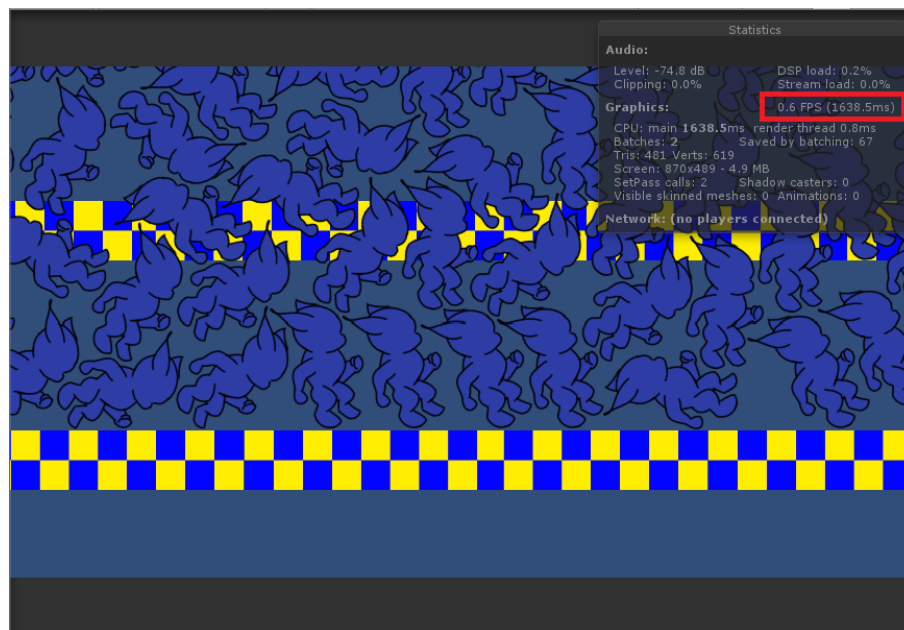 Statistics
Audio:
Level: -74.8 dB DSP load: 0.2%
Clipping: 0.0% Stream load: 0.0%
Graphics: 0.6 FPS (1638.5ms)
CPU: main 1638.5ms render thread 0.8ms
Batches: 2 Saved by batching: 67
Tris: 481 Verts: 619
Screen: 870x489 - 4.9 MB
SetPass calls: 2 Shadow casters: 0
Visible skinned meshes: 0 Animations: 0
Network: (no players connected)